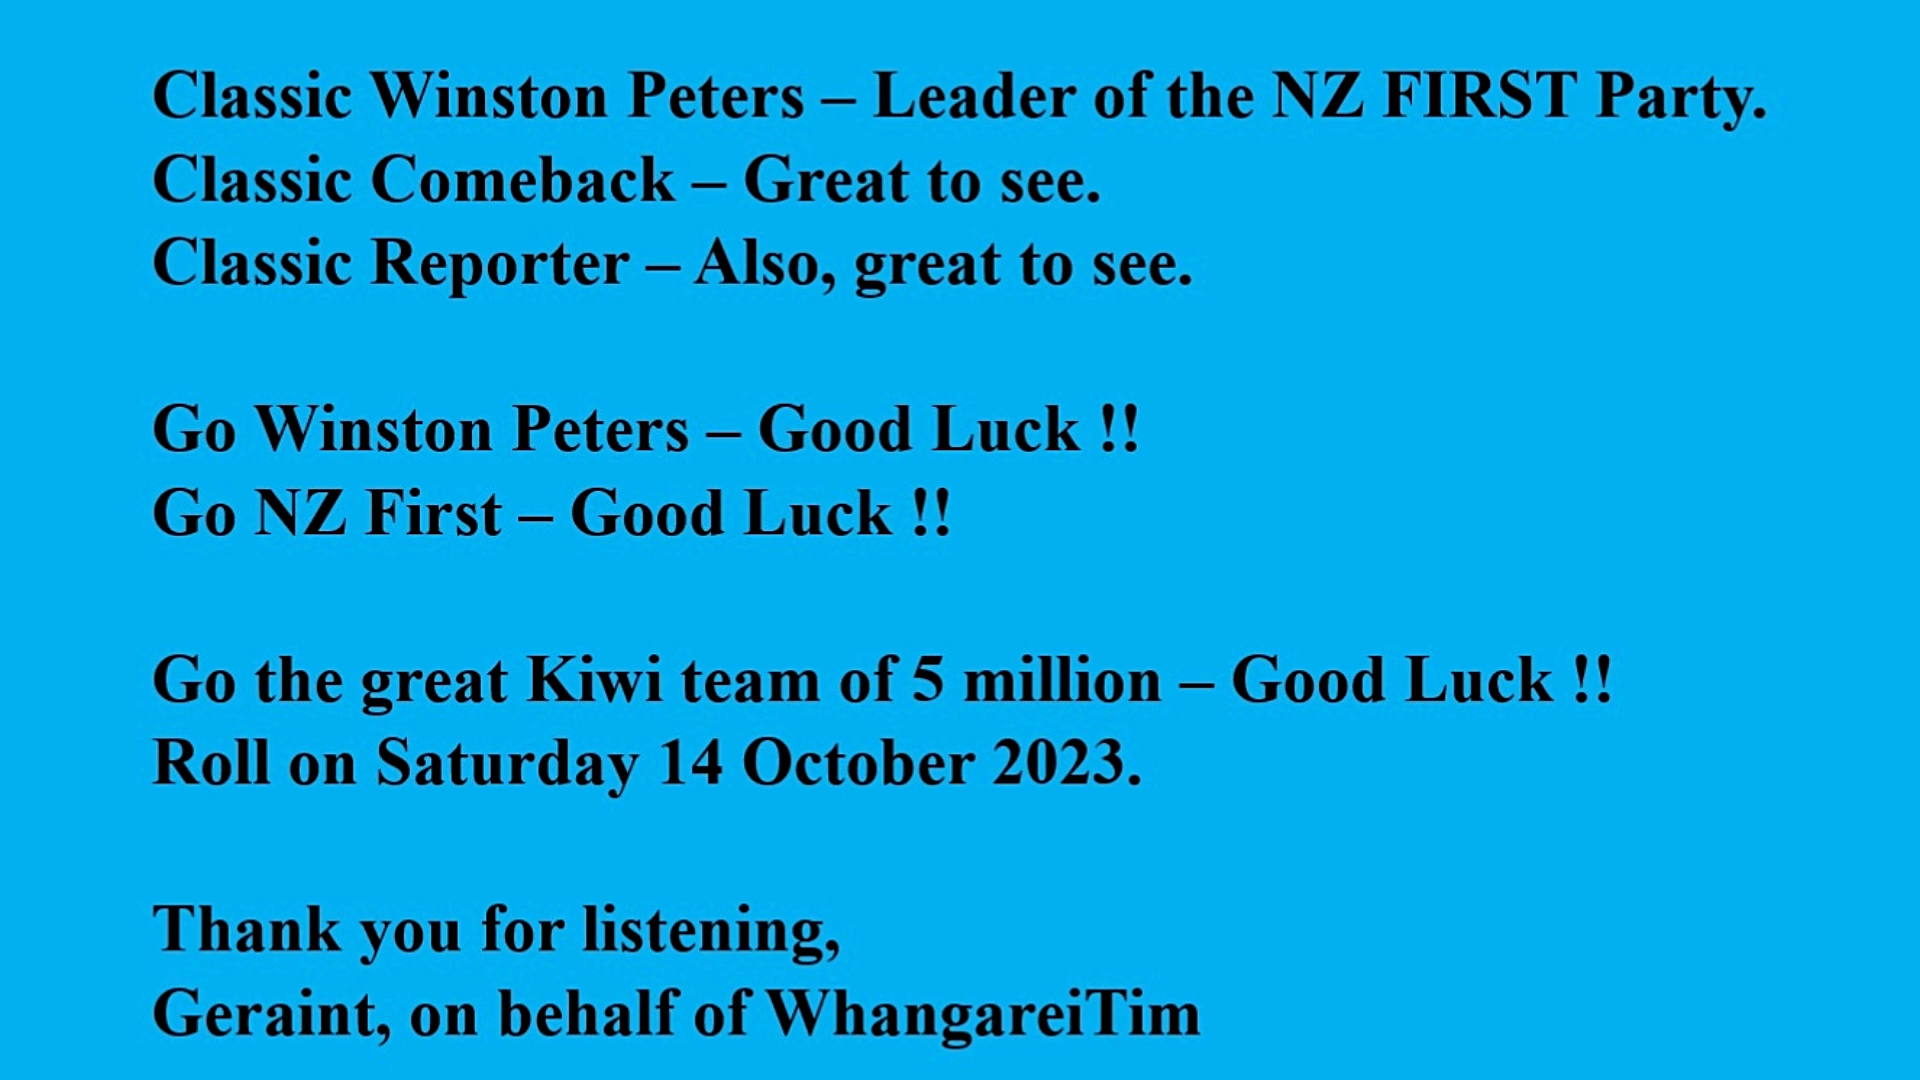 Classic Winston Peters – Leader of the NZ FIRST Party.
Classic Comeback – Great to see.
Classic Reporter – Also, great to see.
Go Winston Peters – Good Luck !!
Go NZ First – Good Luck !!
Go the great Kiwi team of 5 million – Good Luck !!
Roll on Saturday 14 October 2023.
Thank you for listening,
Geraint, on behalf of WhangareiTim